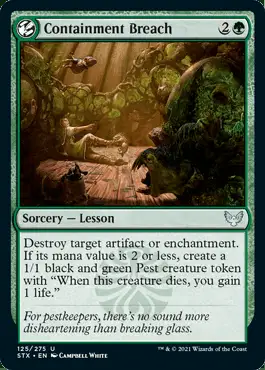 Containment Breach 2
Sorcery — Lesson
Destroy target artifact or enchantment.
If its mana value is 2 or less, create a
1/1 black and green Pest creature token
with “When this creature dies, you gain
1 life.”
For pestkeepers, there’s no sound more
disheartening than breaking glass.
125/275 U
STX • EN CAMPBELL WHITE
™ & © 2021 Wizards of the Coast